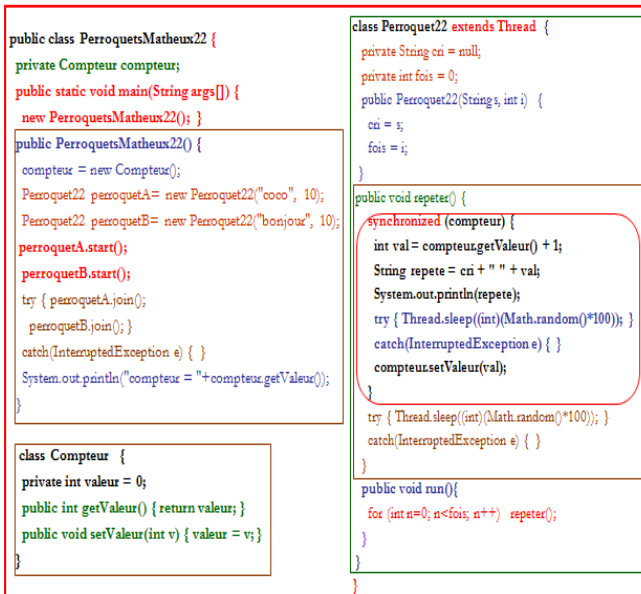 public class PerroquetsMatheux22 {
private Compteur compteur;
public static void main(String args[]) {
new PerroquetsMatheux22(); }
public PerroquetsMatheux22() {
compteur = new Compteur();
Perroquet22 perroquetA= new Perroquet22("coco", 10);
Perroquet22 perroquetB= new Perroquet22("bonjour", 10);
perroquetA.start();
perroquetB.start();
try { perroquetA.join();
perroquetB.join(); }
catch(InterruptedException e) { }
System.out.println("compteur = "+compteur.getValeur());
}
class Compteur {
private int valeur = 0;
public int getValeur() { return valeur; }
public void setValeur(int v) { valeur = v; }
}
class Perroquet22 extends Thread {
private String cri = null;
private int fois = 0;
public Perroquet22(String s, int i) {
cri = s;
fois = i;
}
public void repeter() {
synchronized (compteur) {
int val = compteur.getValeur() + 1;
String repete = cri + " " + val;
System.out.println(repete);
try { Thread.sleep((int)(Math.random()*100)); }
catch(InterruptedException e) { }
compteur.setValeur(val);
}
try { Thread.sleep((int)(Math.random()*100)); }
catch(InterruptedException e) { }
}
public void run(){
for (int n=0; n<fois; n++) repeter();
}
}
}